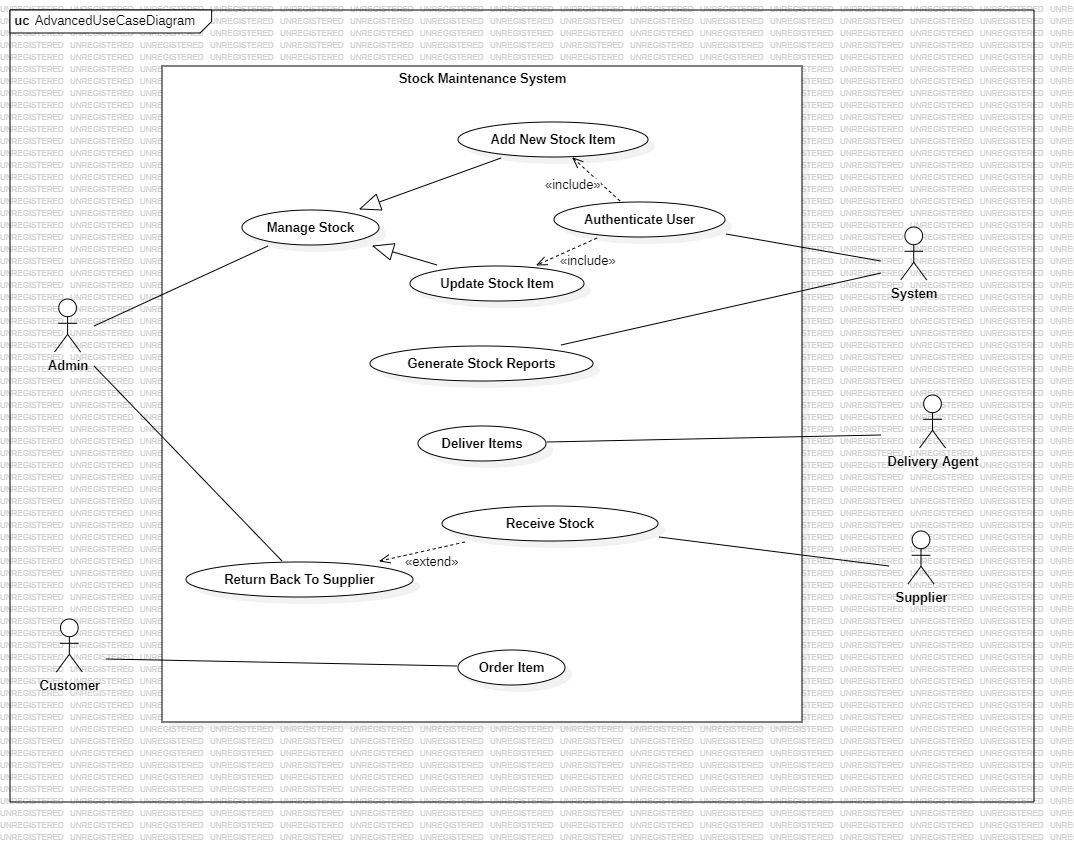 uc AdvancedUseCaseDiagram
Stock Maintenance System
Add New Stock Item
«include»
Manage Stock
Authenticate User
«include»
Update Stock Item
System
Generate Stock Reports
Admin
Deliver Items
Delivery Agent
Receive Stock
«extend»
Return Back To Supplier
Supplier
Order Item
Customer
UNREGISTERED